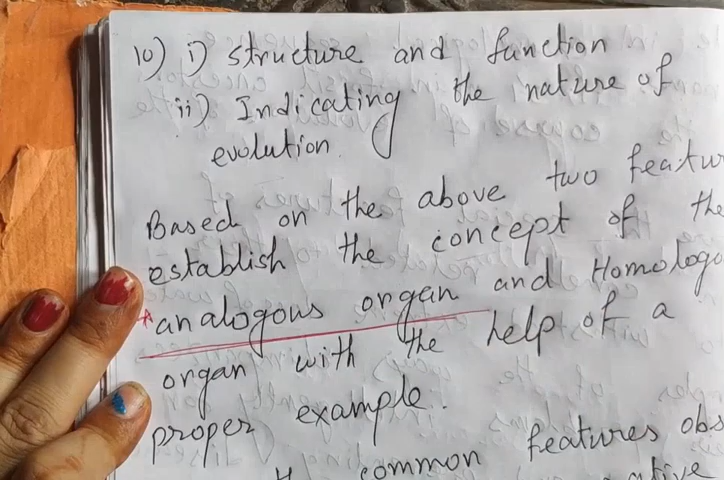 10) i) structure and function
ii) Indicating the nature of
evolution.
Based on the above two featur
establish the concept of the
*analogous organ and Homologo
organ with the help of a
proper example.
common features obs
ative